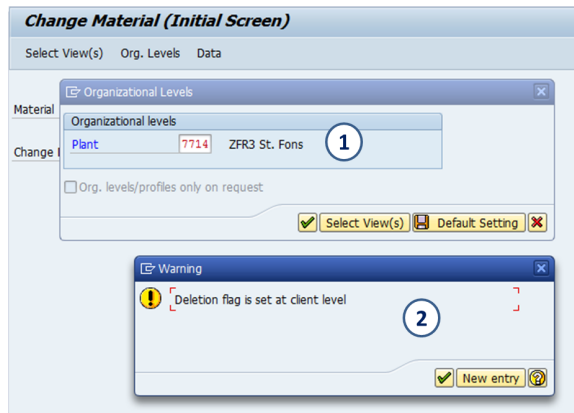 Change Material (Initial Screen)
Select View(s) Org. Levels Data
Organizational Levels
Material
Organizational levels
Plant 7714 ZFR3 St. Fons
1
Change
Org. levels/profiles only on request
Select View(s) Default Setting
Warning
Deletion flag is set at client level
2
New entry